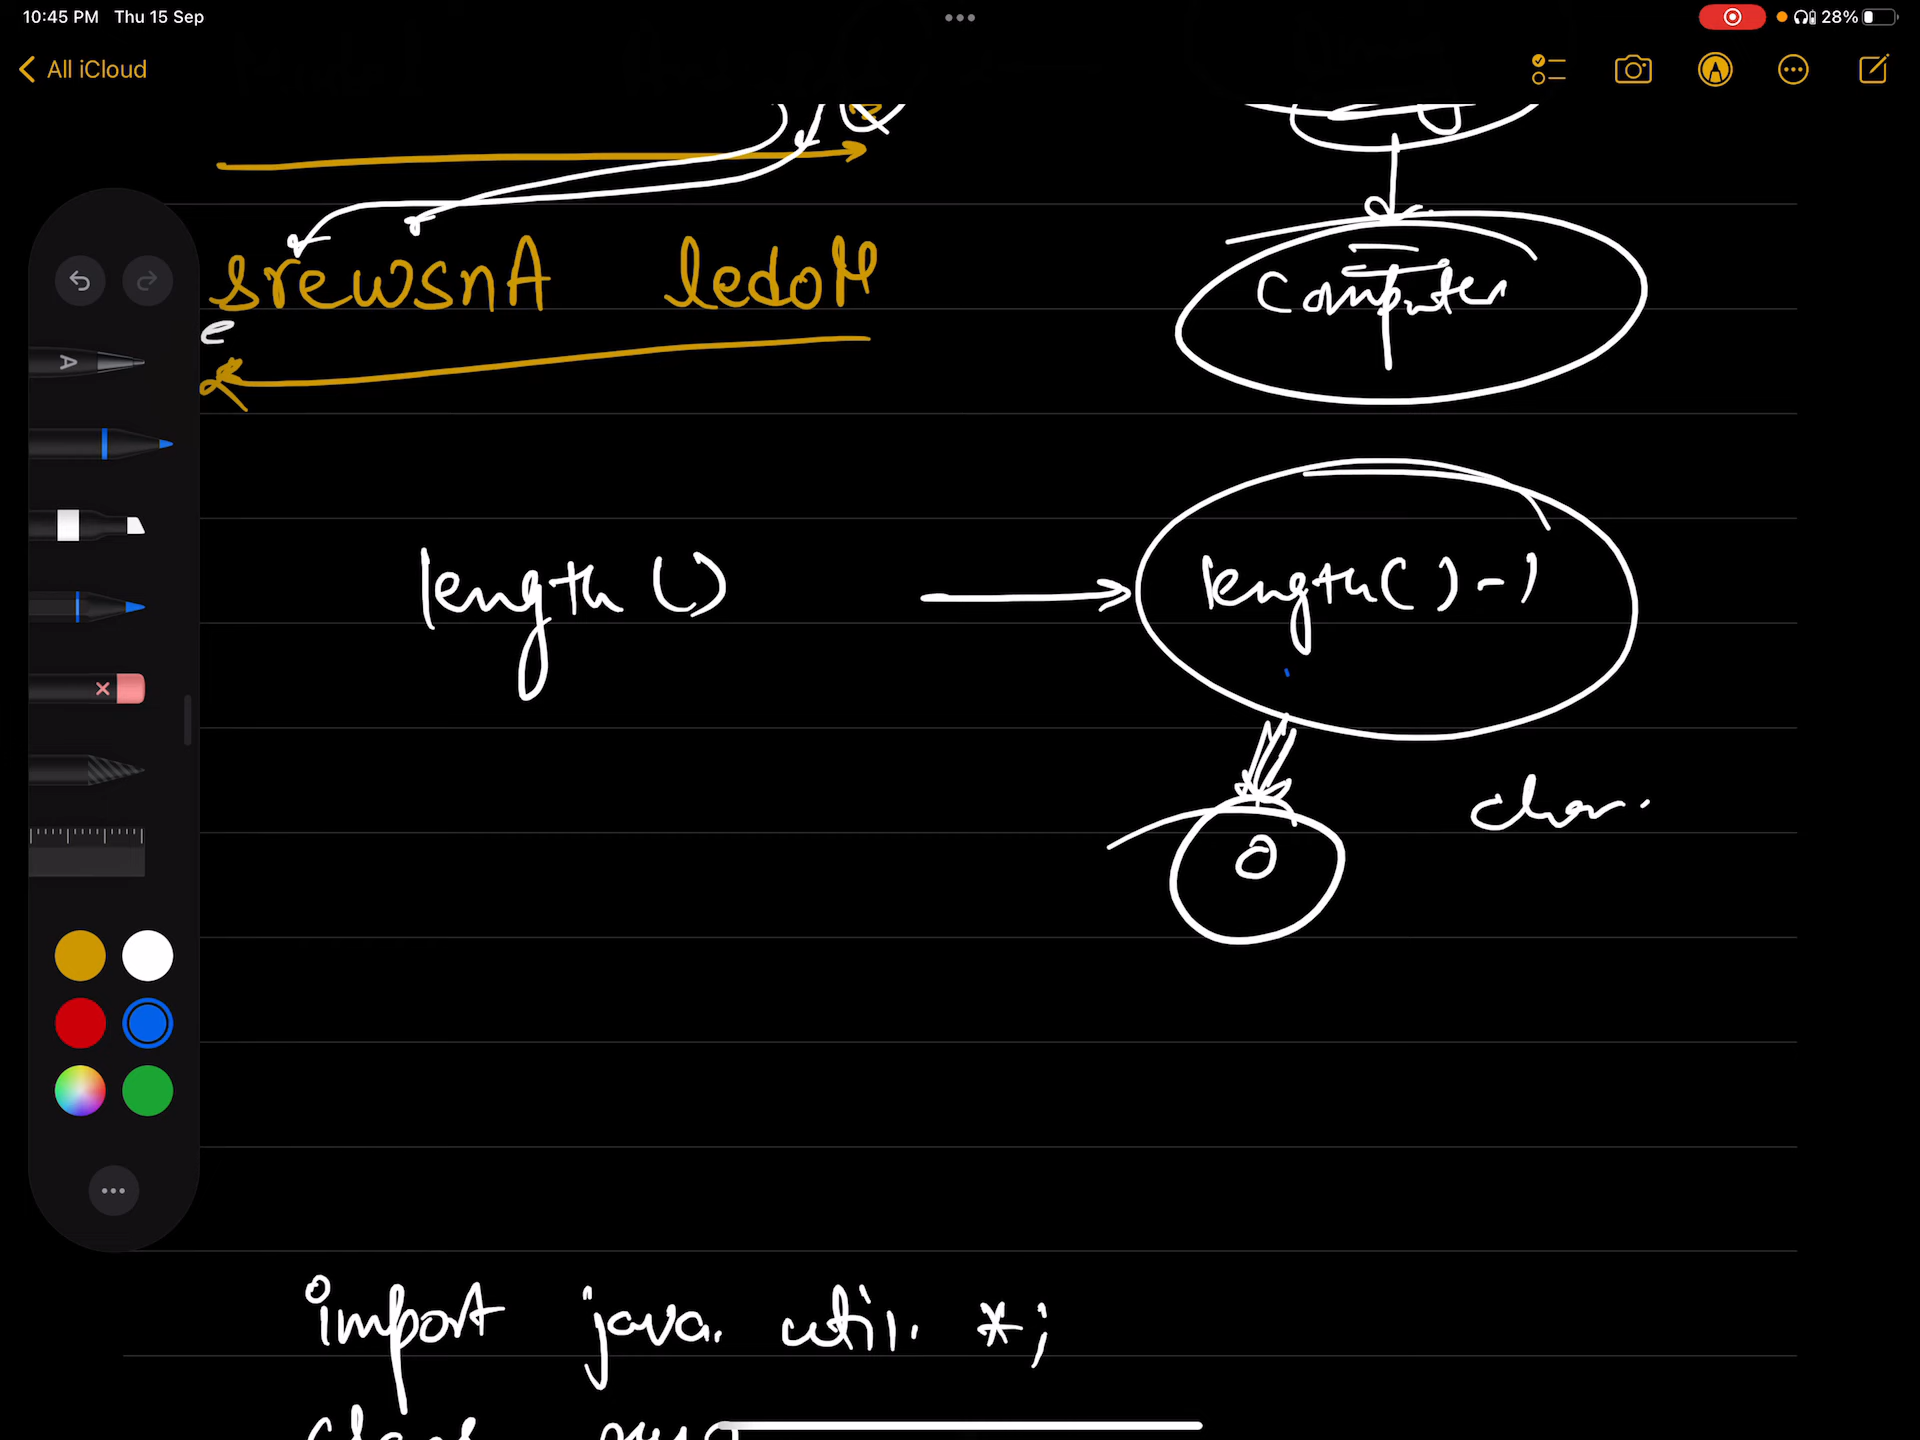 10:45 PM Thu 15 Sep
28%
All iCloud
srewsnA ledoM
Computer
e
A
length () length() - 1
char.
0
import java. util. *;
class